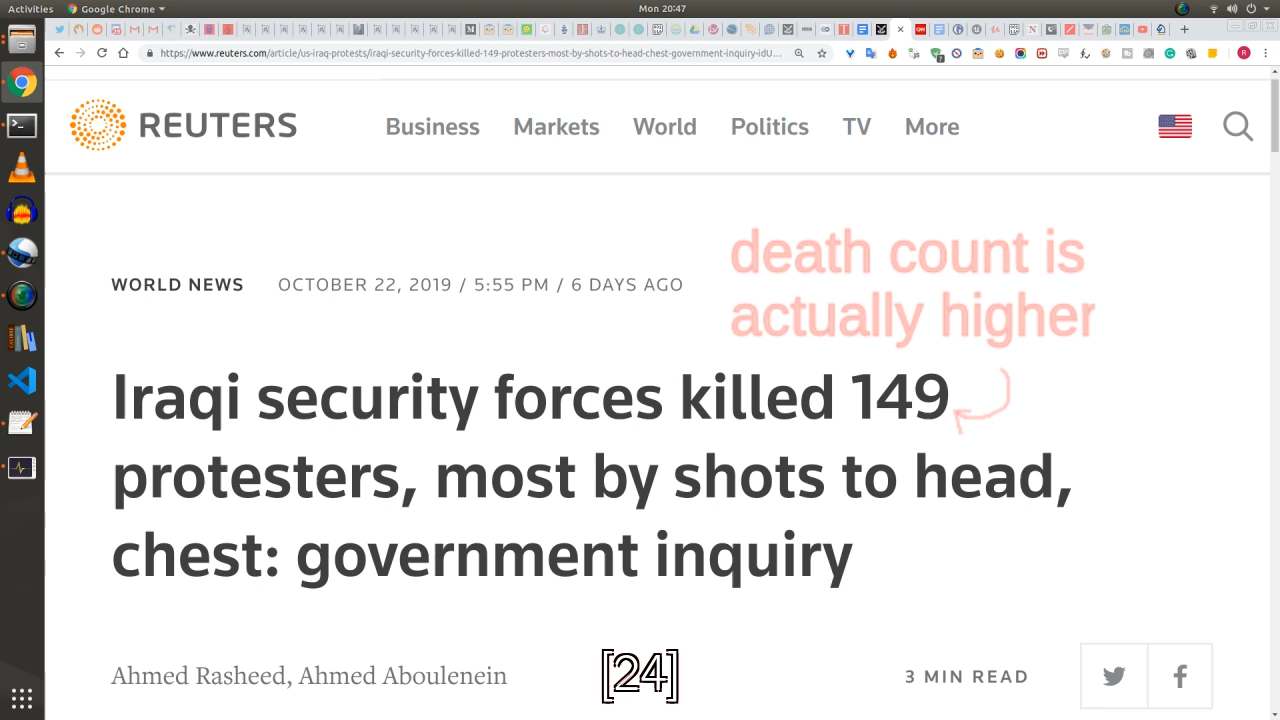 Activities
Google Chrome
Mon 20:47
https://www.reuters.com/article/us-iraq-protests/iraqi-security-forces-killed-149-protesters-most-by-shots-to-head-chest-government-inquiry-idU...
REUTERS
Business Markets World Politics TV More
death count is
actually higher
WORLD NEWS OCTOBER 22, 2019 / 5:55 PM / 6 DAYS AGO
Iraqi security forces killed 149
protesters, most by shots to head,
chest: government inquiry
Ahmed Rasheed, Ahmed Aboulenein
[24]
3 MIN READ